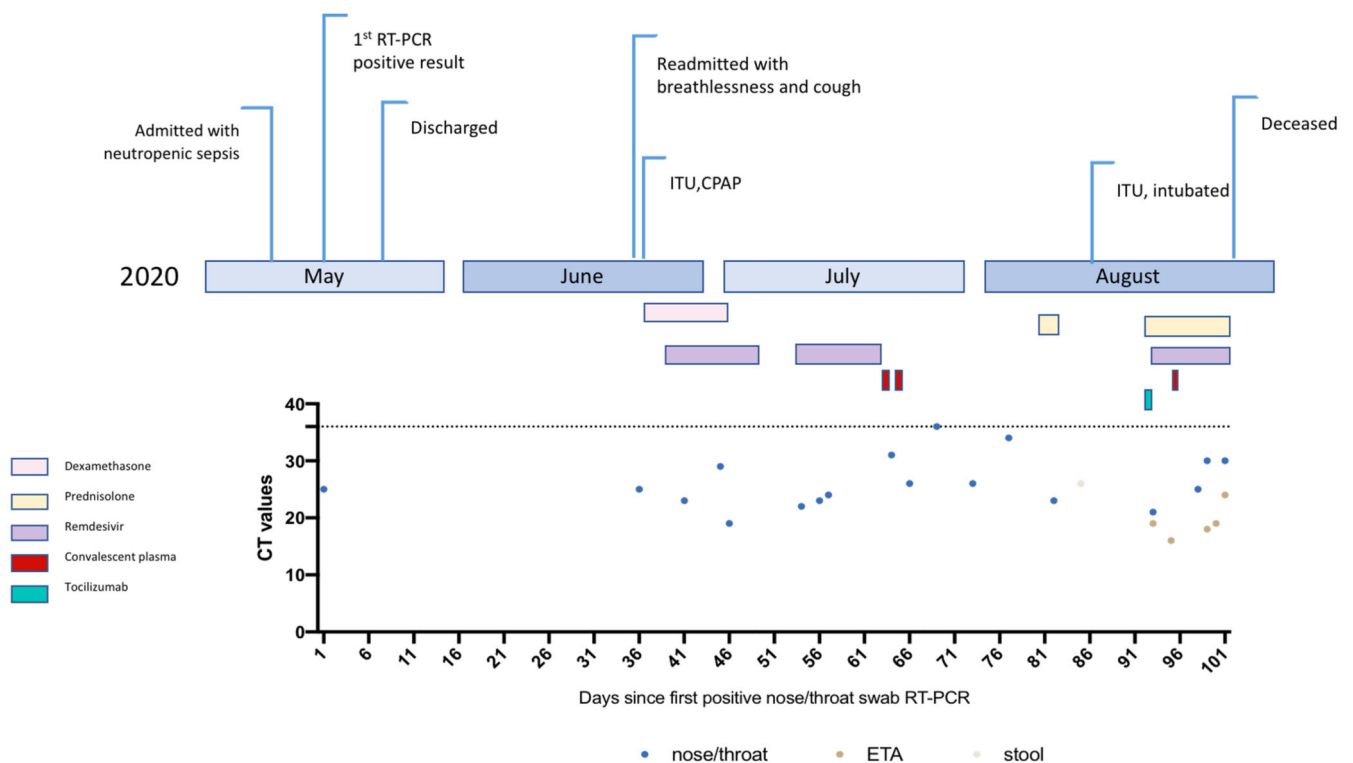 1st RT-PCR
positive result
Readmitted with
breathlessness and cough
Admitted with
neutropenic sepsis
Discharged
Deceased
ITU,CPAP
ITU, intubated
2020
May
June
July
August
Dexamethasone
Prednisolone
Remdesivir
Convalescent plasma
Tocilizumab
CT values
40
30
20
10
0
1 6 11 16 21 26 31 36 41 46 51 56 61 66 71 76 81 86 91 96 101
Days since first positive nose/throat swab RT-PCR
nose/throat ETA stool